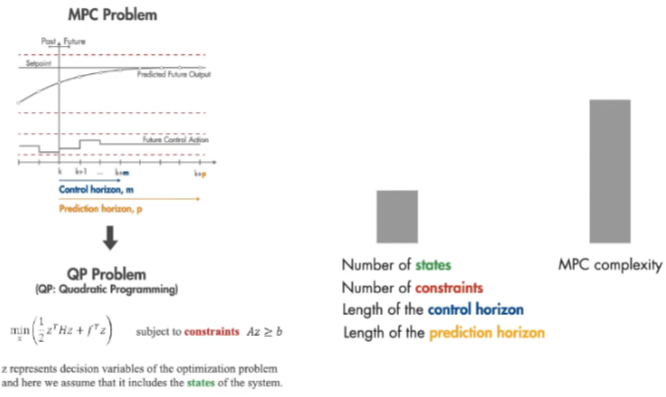 MPC Problem
Past Future
Setpoint
Predicted Future Output
Future Control Action
k k+1 ... k+m k+p
Control horizon, m
Prediction horizon, p
QP Problem
(QP: Quadratic Programming)
min z (1/2 zᵀHz + fᵀz) subject to constraints Az ≥ b
z represents decision variables of the optimization problem
and here we assume that it includes the states of the system.
Number of states
Number of constraints
Length of the control horizon
Length of the prediction horizon
MPC complexity